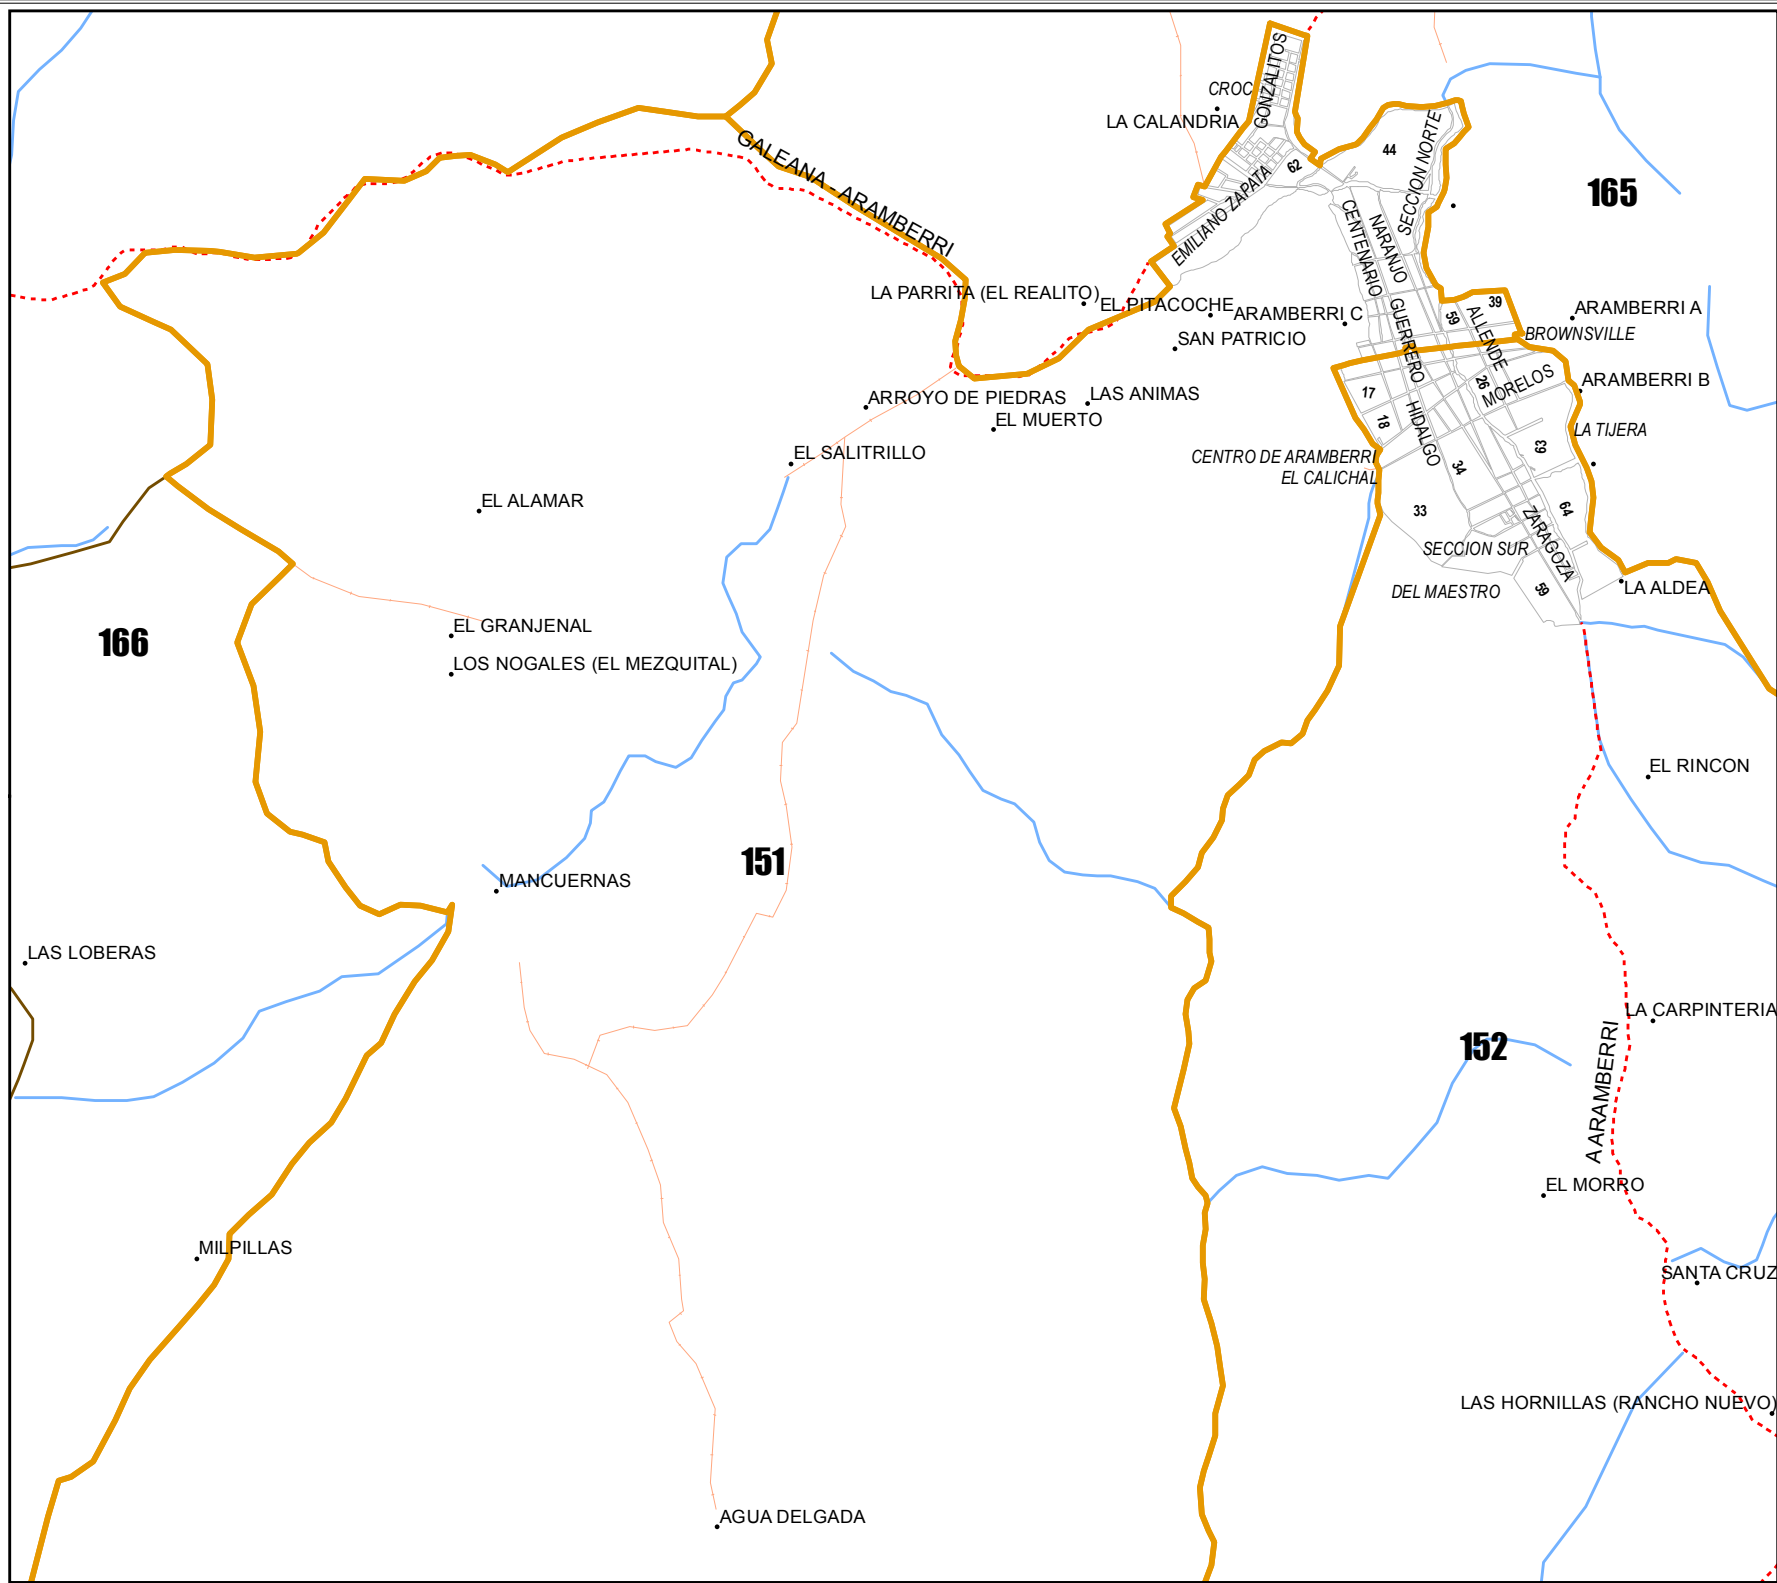 GONZALITOS
CROC
LA CALANDRIA
SECCION NORTE
44
62
165
GALEANA - ARAMBERRI
EMILIANO ZAPATA
CENTENARIO
NARANJO
LA PARRITA (EL REALITO)
EL PITACOCHE
ARAMBERRI C
39
59
ALLENDE
ARAMBERRI A
BROWNSVILLE
SAN PATRICIO
GUERRERO
26
MORELOS
ARAMBERRI B
17
18
HIDALGO
ARROYO DE PIEDRAS
LAS ANIMAS
EL MUERTO
LA TIJERA
63
EL SALITRILLO
CENTRO DE ARAMBERRI
EL CALICHAL
34
EL ALAMAR
33
64
ZARAGOZA
SECCION SUR
DEL MAESTRO
59
LA ALDEA
EL GRANJENAL
166
LOS NOGALES (EL MEZQUITAL)
EL RINCON
151
MANCUERNAS
LAS LOBERAS
LA CARPINTERIA
152
A ARAMBERRI
EL MORRO
MILPILLAS
SANTA CRUZ
LAS HORNILLAS (RANCHO NUEVO)
AGUA DELGADA